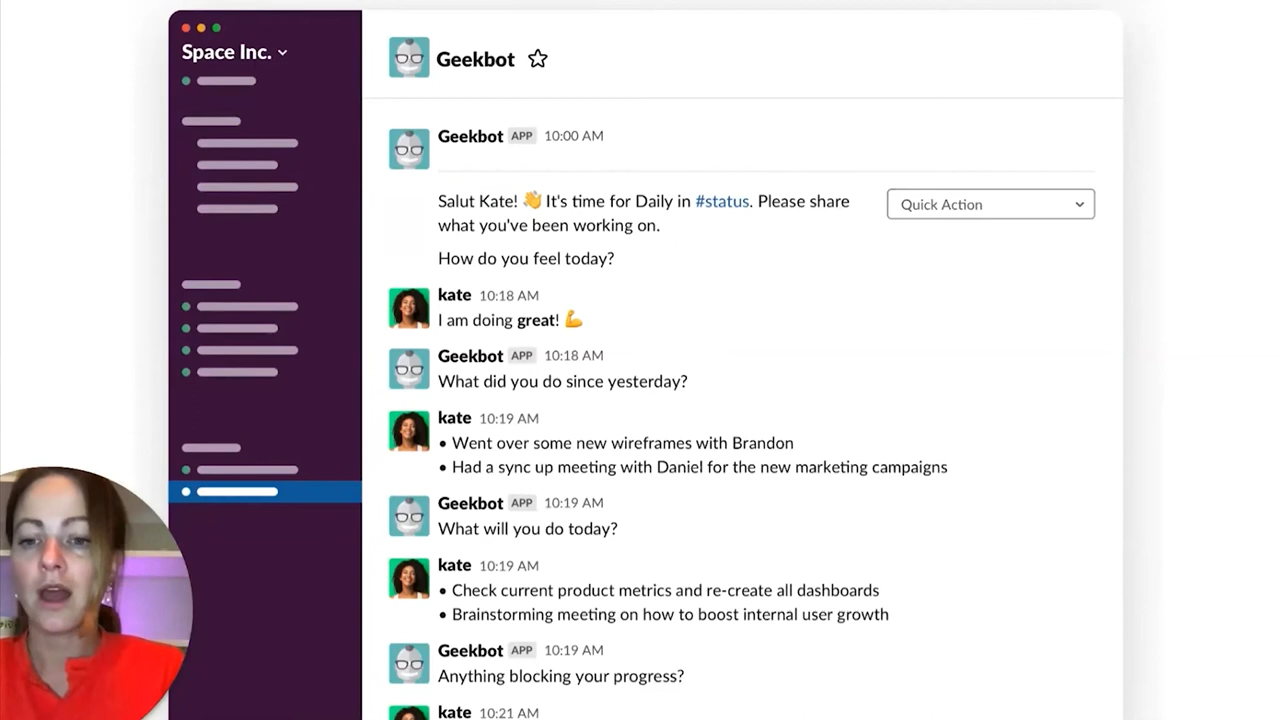 Space Inc.
Geekbot
Geekbot APP 10:00 AM
Salut Kate! 👋 It's time for Daily in #status. Please share
what you've been working on.
Quick Action
How do you feel today?
kate 10:18 AM
I am doing great! 💪
Geekbot APP 10:18 AM
What did you do since yesterday?
kate 10:19 AM
• Went over some new wireframes with Brandon
• Had a sync up meeting with Daniel for the new marketing campaigns
Geekbot APP 10:19 AM
What will you do today?
kate 10:19 AM
• Check current product metrics and re-create all dashboards
• Brainstorming meeting on how to boost internal user growth
Geekbot APP 10:19 AM
Anything blocking your progress?
kate 10:21 AM